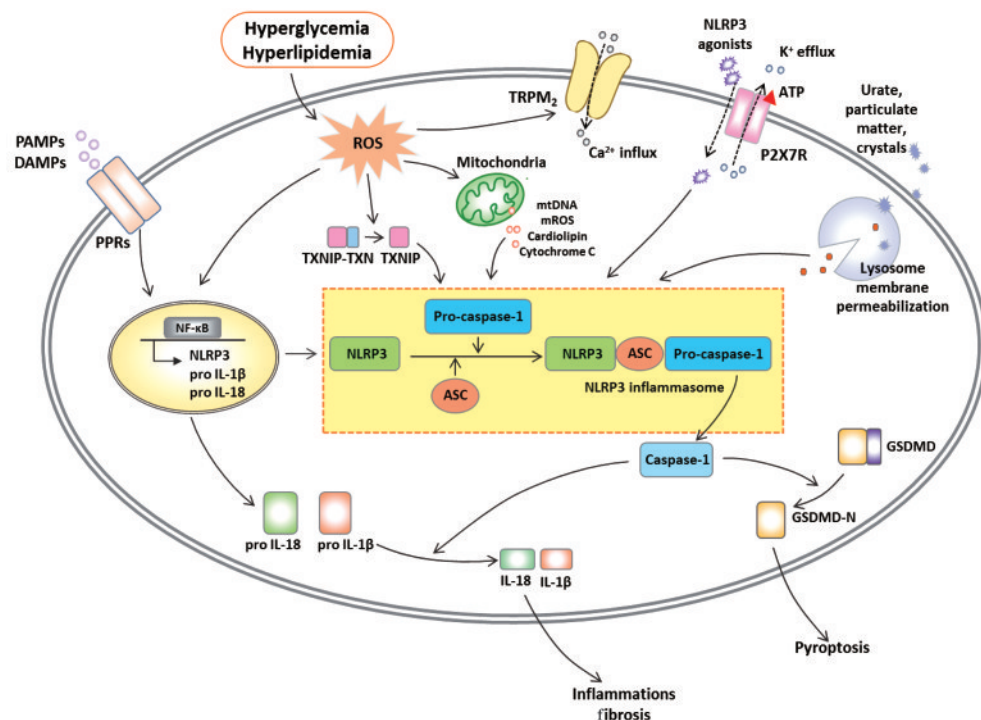 Hyperglycemia
Hyperlipidemia
NLRP3
agonists
K⁺ efflux
ATP
TRPM₂
Ca²⁺ influx
P2X7R
Urate,
particulate
matter,
crystals
PAMPs
DAMPs
PPRs
ROS
Mitochondria
mtDNA
mROS
Cardiolipin
Cytochrome C
TXNIP-TXN
TXNIP
Lysosome
membrane
permeabilization
NF-κB
NLRP3
pro IL-1β
pro IL-18
Pro-caspase-1
NLRP3
ASC
NLRP3
ASC
Pro-caspase-1
NLRP3 inflammasome
Caspase-1
GSDMD
GSDMD-N
pro IL-18
pro IL-1β
IL-18
IL-1β
Pyroptosis
Inflammations
fibrosis